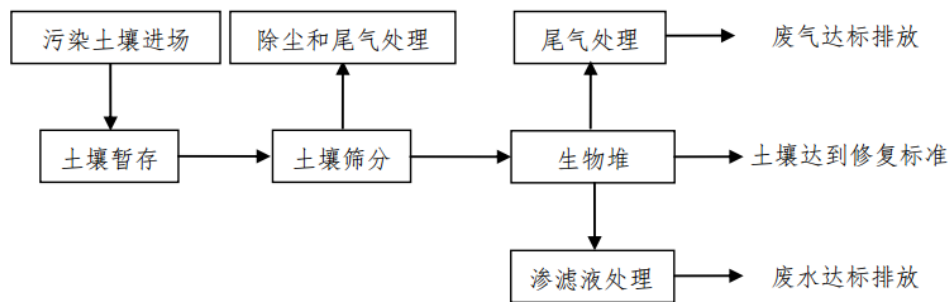 污染土壤进场
除尘和尾气处理
尾气处理
废气达标排放
土壤暂存
土壤筛分
生物堆
土壤达到修复标准
渗滤液处理
废水达标排放